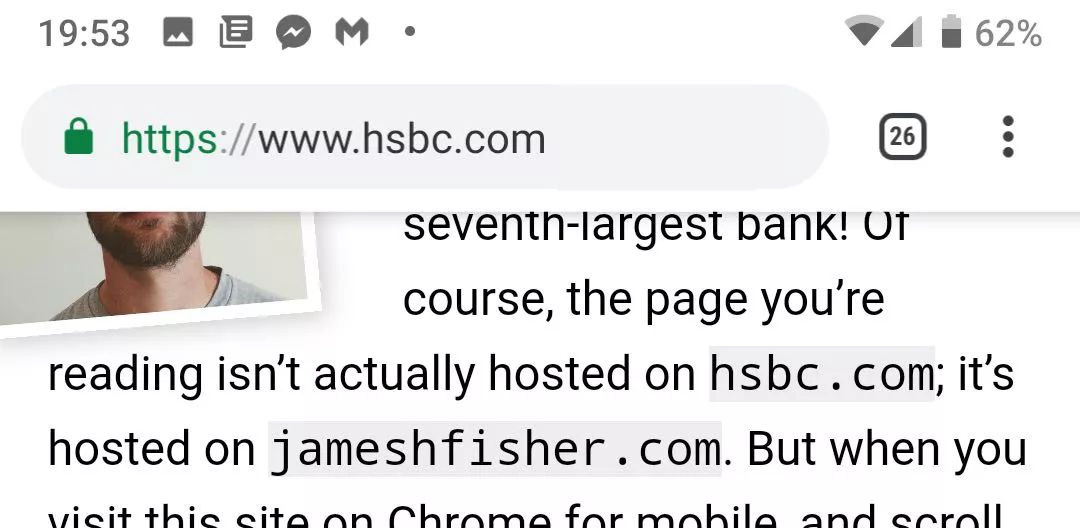 19:53 62%
https://www.hsbc.com 26
seventh-largest bank! Of
course, the page you’re
reading isn’t actually hosted on hsbc.com; it’s
hosted on jameshfisher.com. But when you
visit this site on Chrome for mobile, and scroll